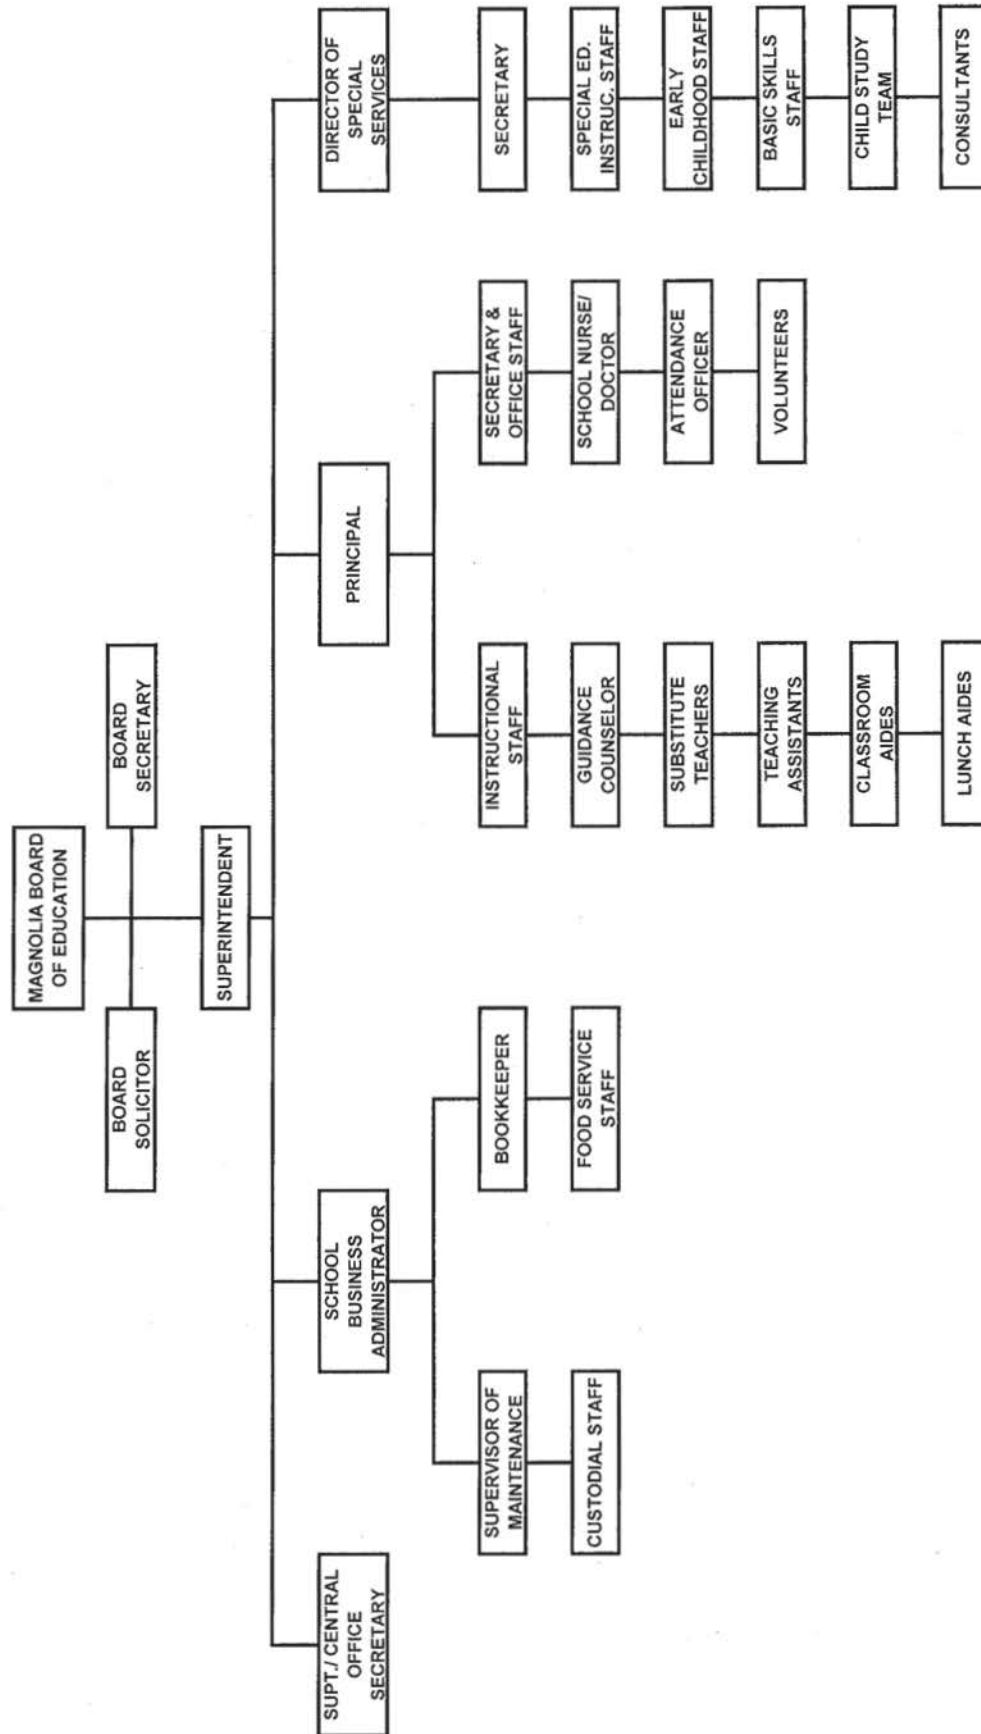 MAGNOLIA BOARD
OF EDUCATION
BOARD
SOLICITOR
BOARD
SECRETARY
SUPERINTENDENT
SUPT./ CENTRAL
OFFICE
SECRETARY
SCHOOL
BUSINESS
ADMINISTRATOR
PRINCIPAL
DIRECTOR OF
SPECIAL
SERVICES
SUPERVISOR OF
MAINTENANCE
CUSTODIAL STAFF
BOOKKEEPER
FOOD SERVICE
STAFF
INSTRUCTIONAL
STAFF
GUIDANCE
COUNSELOR
SUBSTITUTE
TEACHERS
TEACHING
ASSISTANTS
CLASSROOM
AIDES
LUNCH AIDES
SECRETARY &
OFFICE STAFF
SCHOOL NURSE/
DOCTOR
ATTENDANCE
OFFICER
VOLUNTEERS
SECRETARY
SPECIAL ED.
INSTRUC. STAFF
EARLY
CHILDHOOD STAFF
BASIC SKILLS
STAFF
CHILD STUDY
TEAM
CONSULTANTS